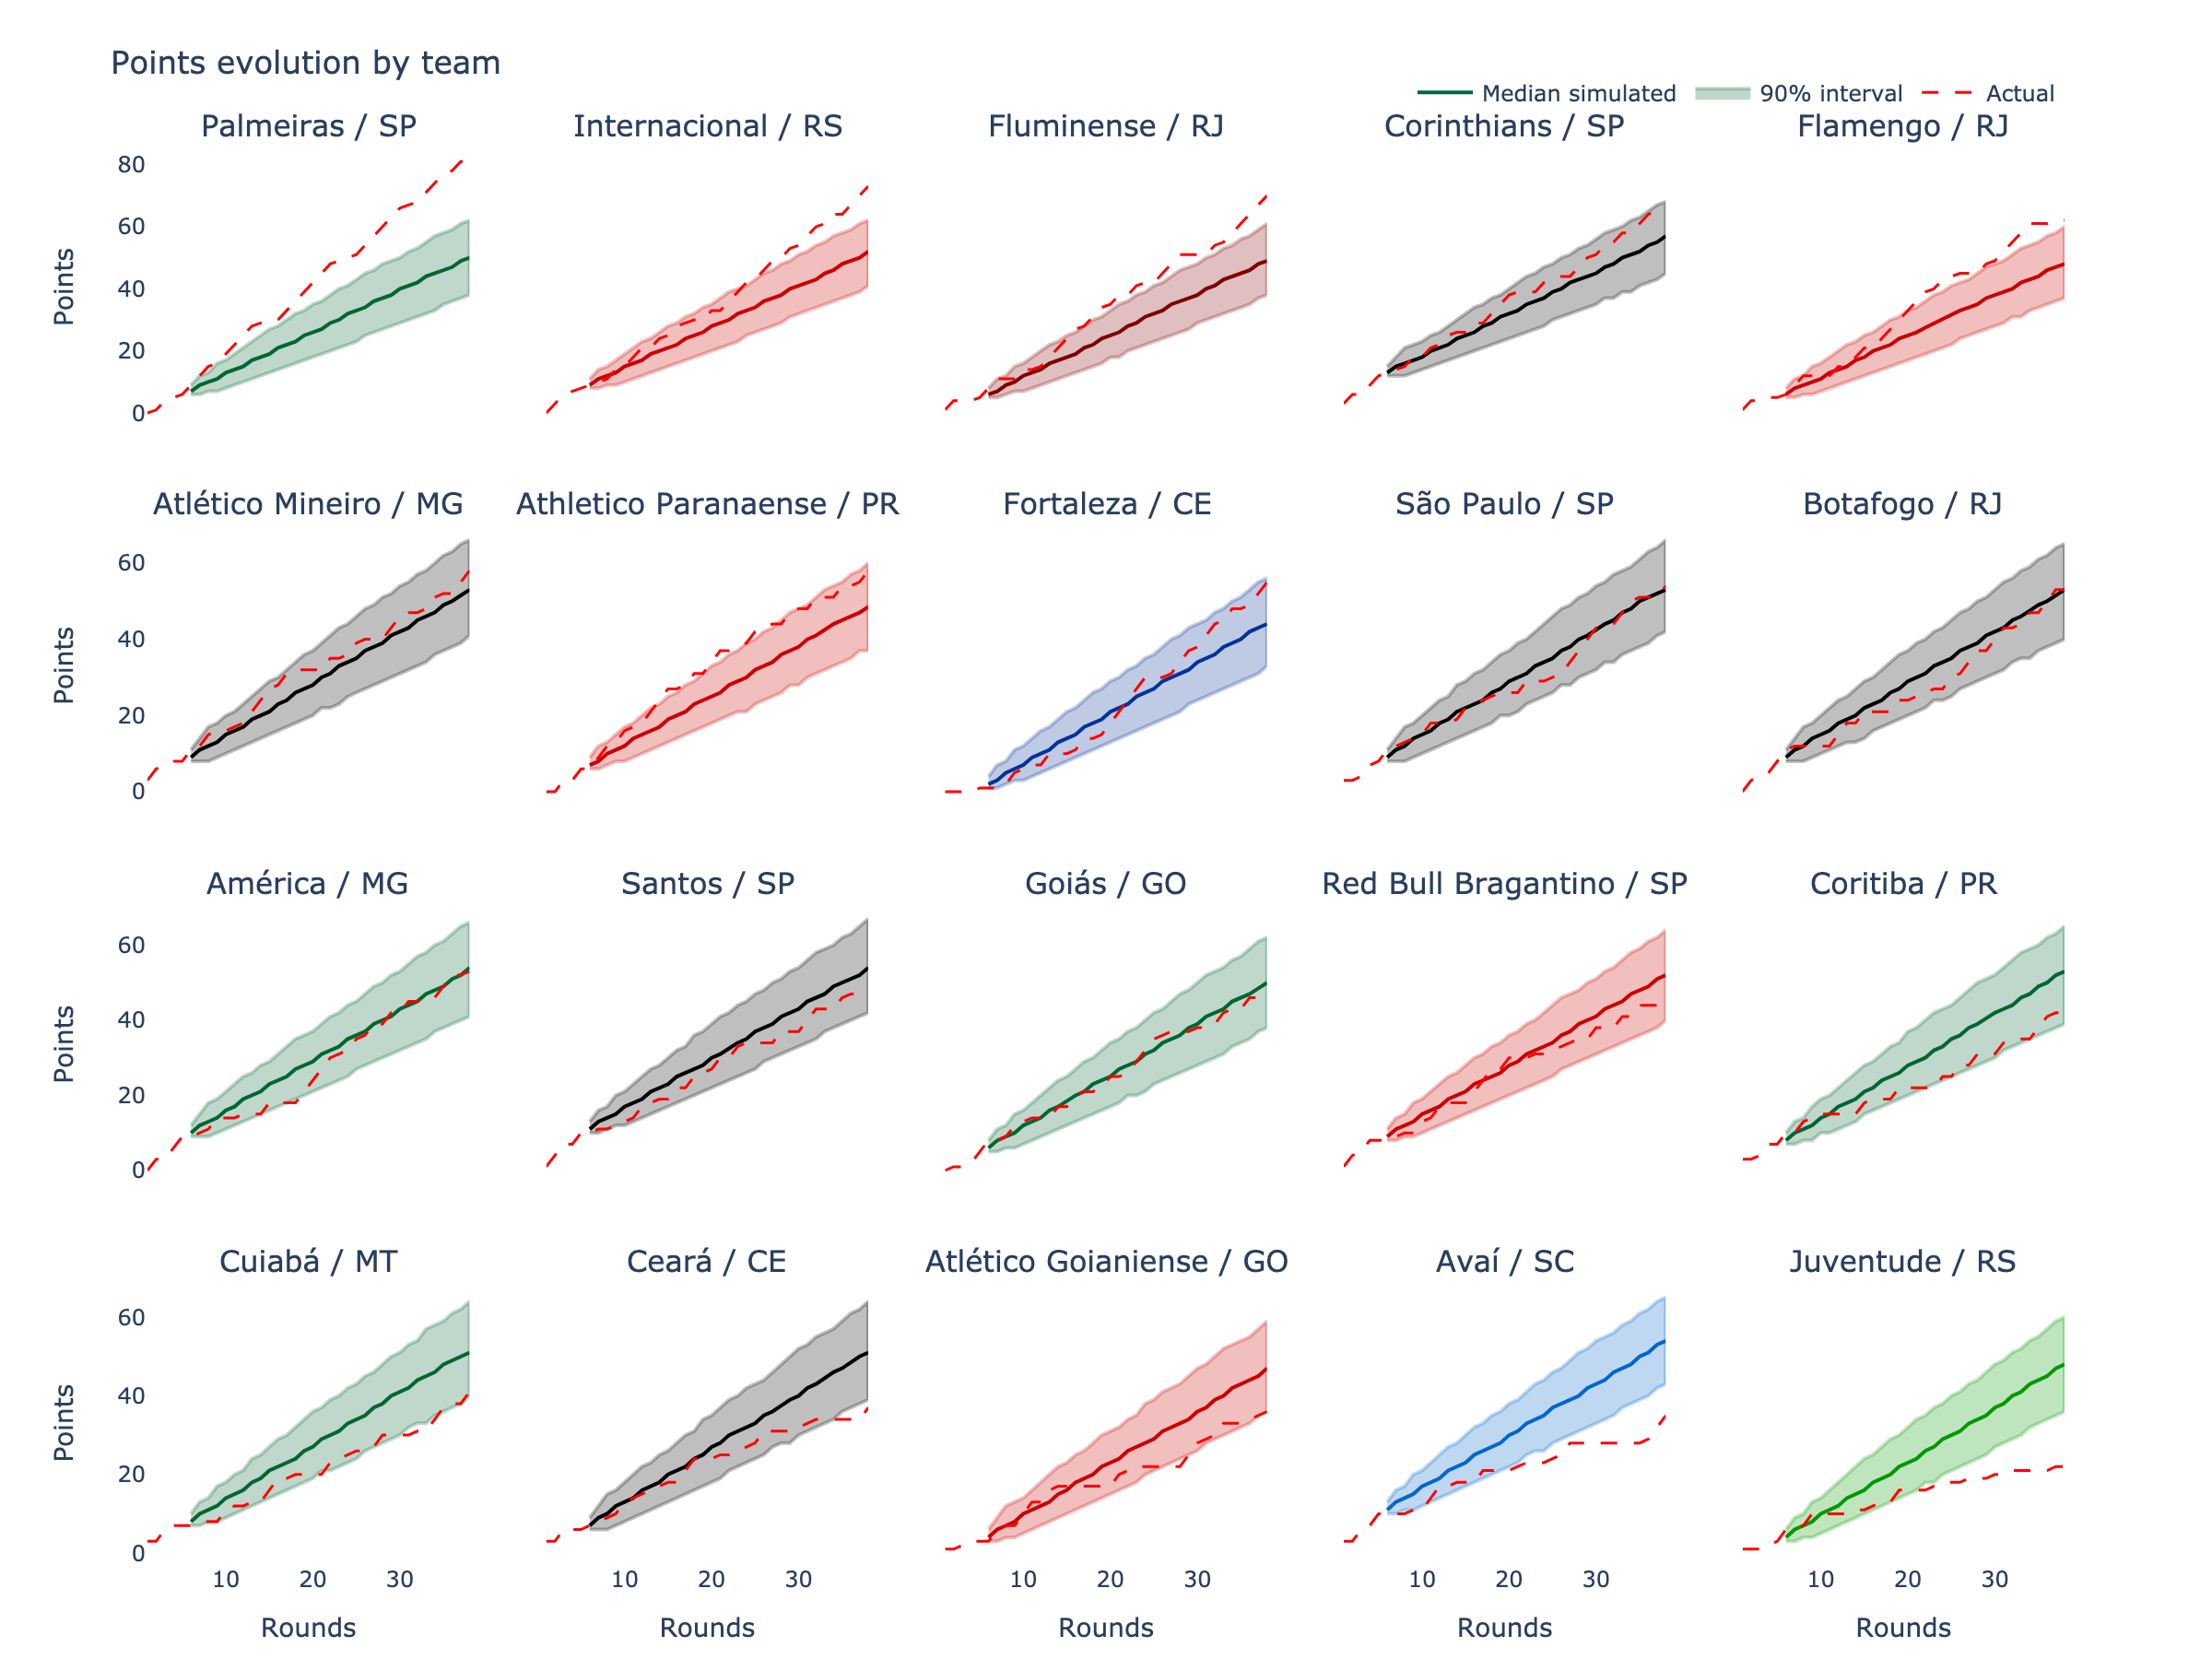 Points evolution by team
Median simulated 90% interval Actual
Palmeiras / SP Internacional / RS Fluminense / RJ Corinthians / SP Flamengo / RJ
80
60
40
20
0
Points
Atlético Mineiro / MG Athletico Paranaense / PR Fortaleza / CE São Paulo / SP Botafogo / RJ
60
40
20
0
Points
América / MG Santos / SP Goiás / GO Red Bull Bragantino / SP Coritiba / PR
60
40
20
0
Points
Cuiabá / MT Ceará / CE Atlético Goianiense / GO Avaí / SC Juventude / RS
60
40
20
0
Points
10 20 30 10 20 30 10 20 30 10 20 30 10 20 30
Rounds Rounds Rounds Rounds Rounds